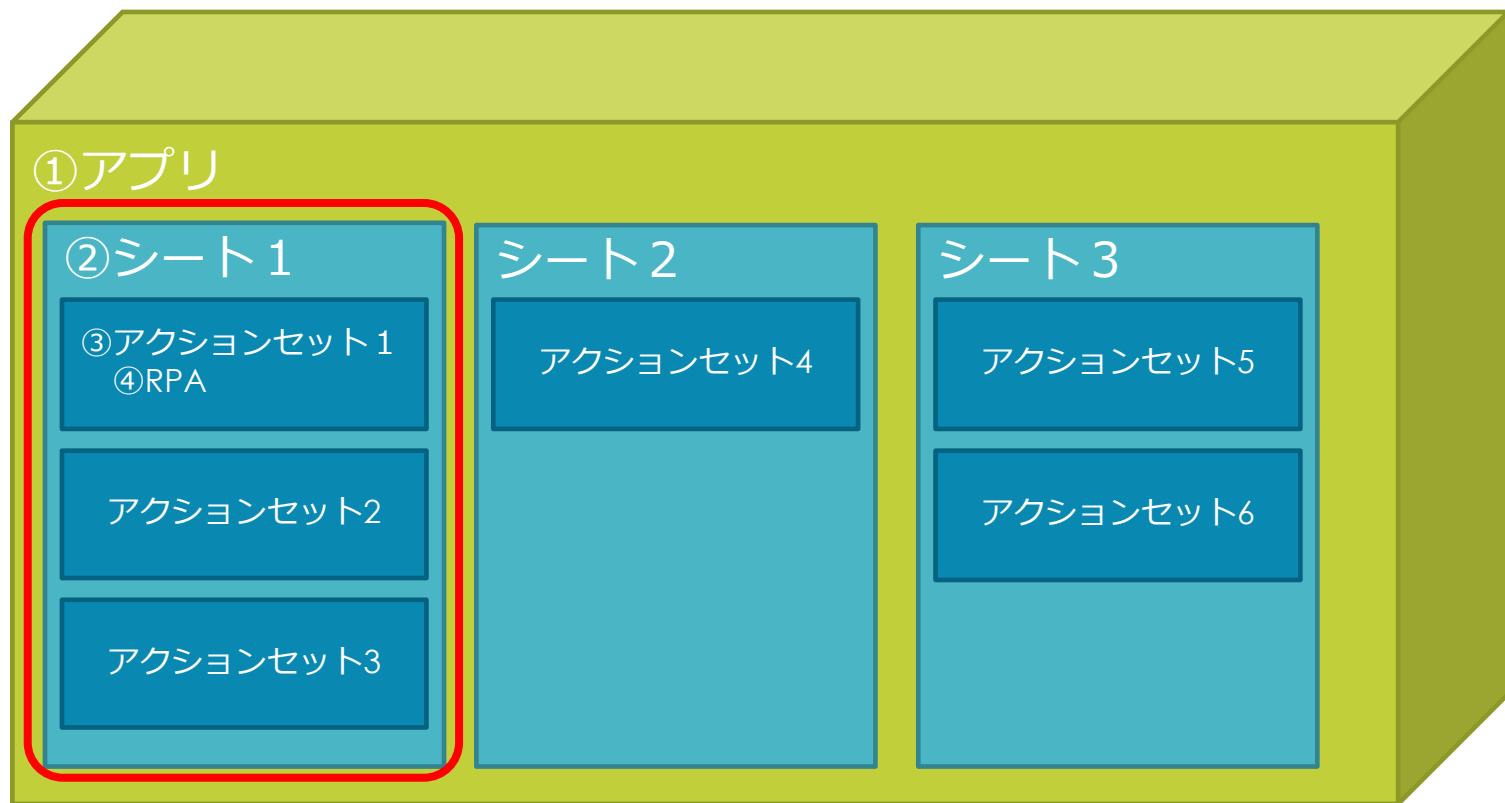 ①アプリ
②シート１
③アクションセット１
④RPA
アクションセット2
アクションセット3
シート２
アクションセット4
シート３
アクションセット5
アクションセット6